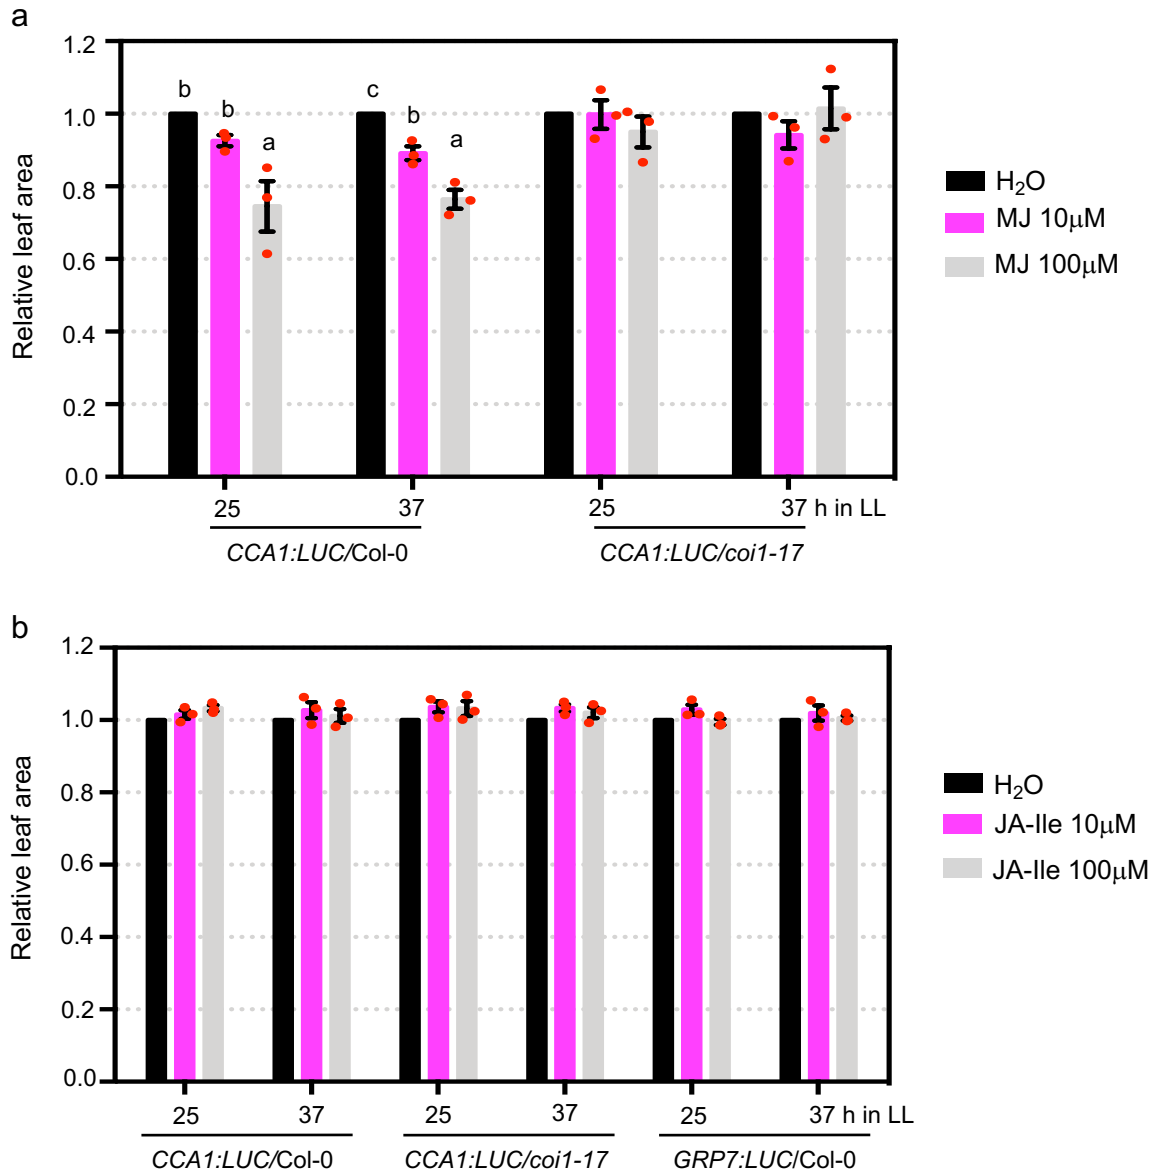 a
Relative leaf area
1.2
1.0
0.8
0.6
0.4
0.2
0.0
b b a c b a
25 37 25 37 h in LL
CCA1:LUC/Col-0 CCA1:LUC/coi1-17
H₂O
MJ 10μM
MJ 100μM
b
Relative leaf area
1.2
1.0
0.8
0.6
0.4
0.2
0.0
25 37 25 37 25 37 h in LL
CCA1:LUC/Col-0 CCA1:LUC/coi1-17 GRP7:LUC/Col-0
H₂O
JA-Ile 10μM
JA-Ile 100μM